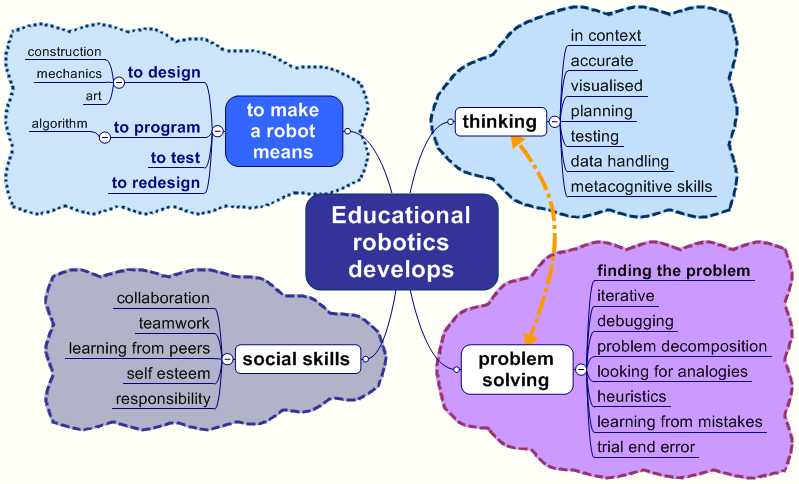 Educational
robotics
develops
to make
a robot
means
to design
construction
mechanics
art
to program
algorithm
to test
to redesign
thinking
in context
accurate
visualised
planning
testing
data handling
metacognitive skills
social skills
collaboration
teamwork
learning from peers
self esteem
responsibility
problem
solving
finding the problem
iterative
debugging
problem decomposition
looking for analogies
heuristics
learning from mistakes
trial end error